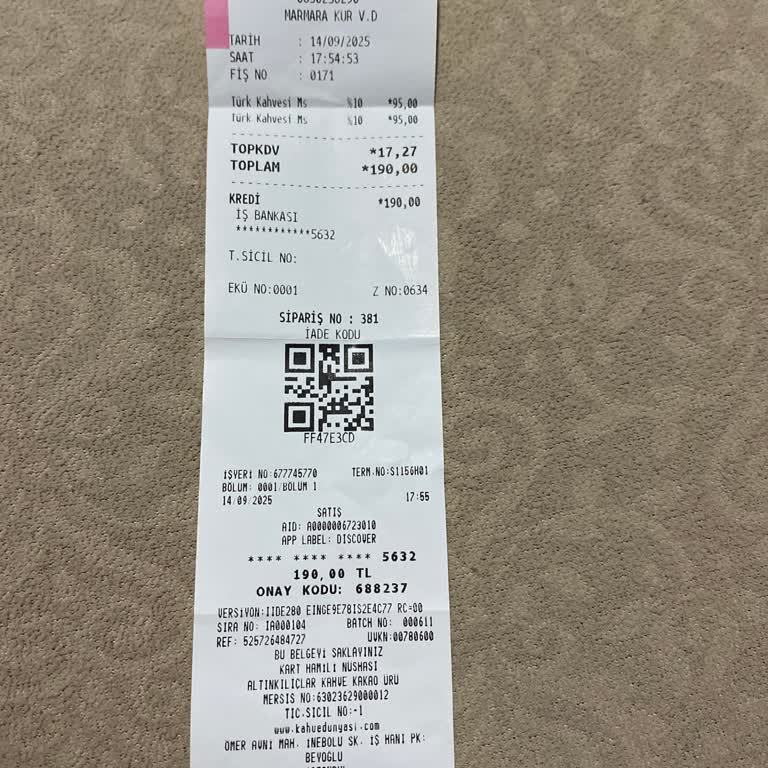 MARMARA KUR V.D
TARİH : 14/09/2025
SAAT : 17:54:53
FİŞ NO : 0171
Türk Kahvesi Ms %10 *95,00
Türk Kahvesi Ms %10 *95,00
TOPKDV *17,27
TOPLAM *190,00
KREDİ *190,00
İŞ BANKASI
************5632
T.SİCİL NO:
EKÜ NO:0001 Z NO:0634
SİPARİŞ NO : 381
İADE KODU
FF47E3CD
İŞYERİ NO:677745770 TERM.NO:S1156H01
BÖLÜM: 0001/BÖLÜM 1
14/09/2025 17:55
SATIŞ
AID: A0000006723010
APP LABEL: DISCOVER
**** **** **** 5632
190,00 TL
ONAY KODU: 688237
VERSİYON:IIDE280 EINGE9E78IS2E4C77 RC=00
SIRA NO: IA000104 BATCH NO: 000611
REF: 525726484727 UVKN:00780600
BU BELGEYİ SAKLAYINIZ
KART HAMİLİ NÜSHASI
ALTINKILIÇLAR KAHVE KAKAO ÜRÜ
MERSIS NO:63023629000012
TIC.SICIL NO:-1
www.kahvedunyasi.com
ÖMER AVNİ MAH. İNEBOLU SK. İŞ HANI PK:
BEYOĞLU